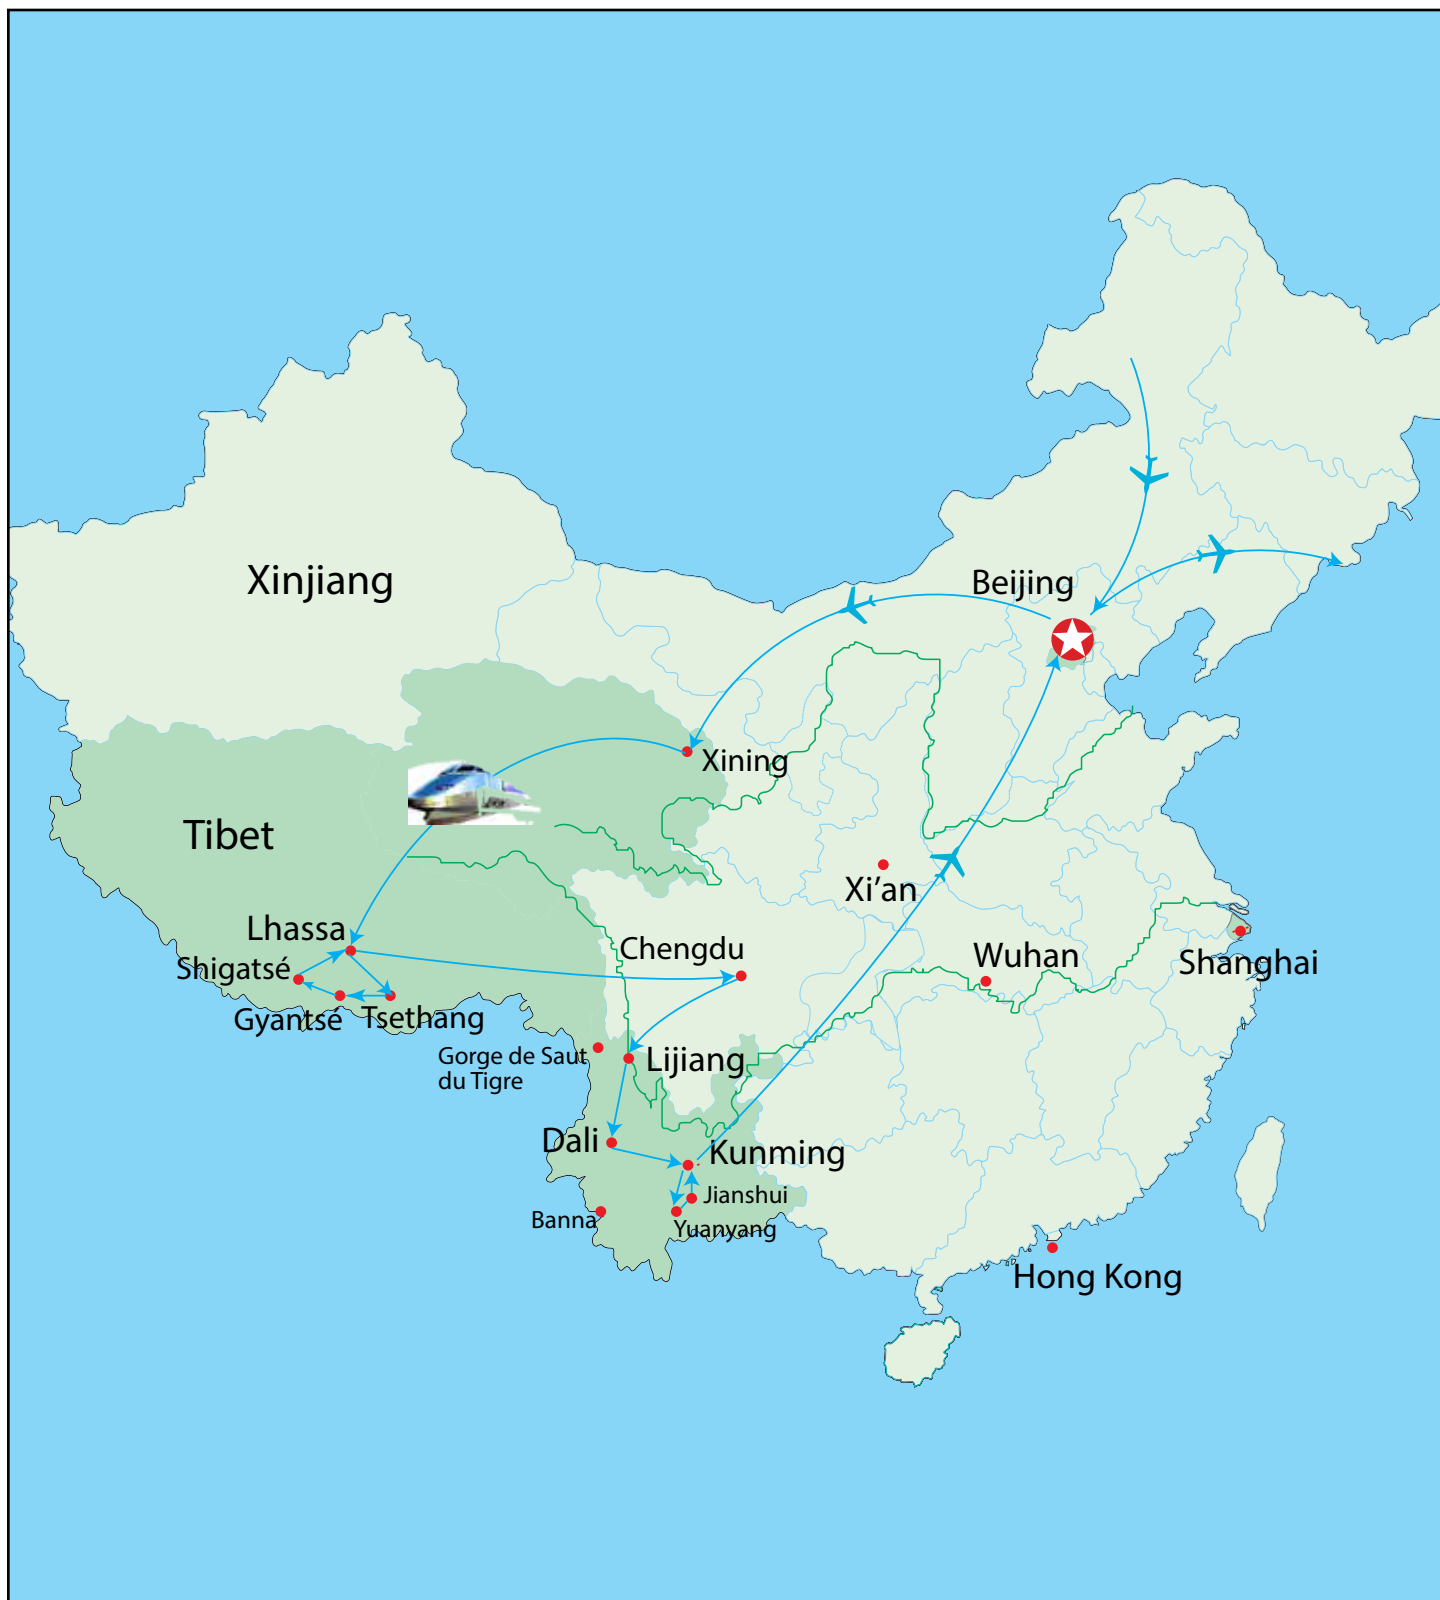 Beijing
Xinjiang
Xining
Tibet
Xi’an
Lhassa
Chengdu
Wuhan
Shanghai
Shigatsé
Gyantsé
Tsethang
Gorge de Saut
du Tigre
Lijiang
Dali
Kunming
Jianshui
Banna
Yuanyang
Hong Kong